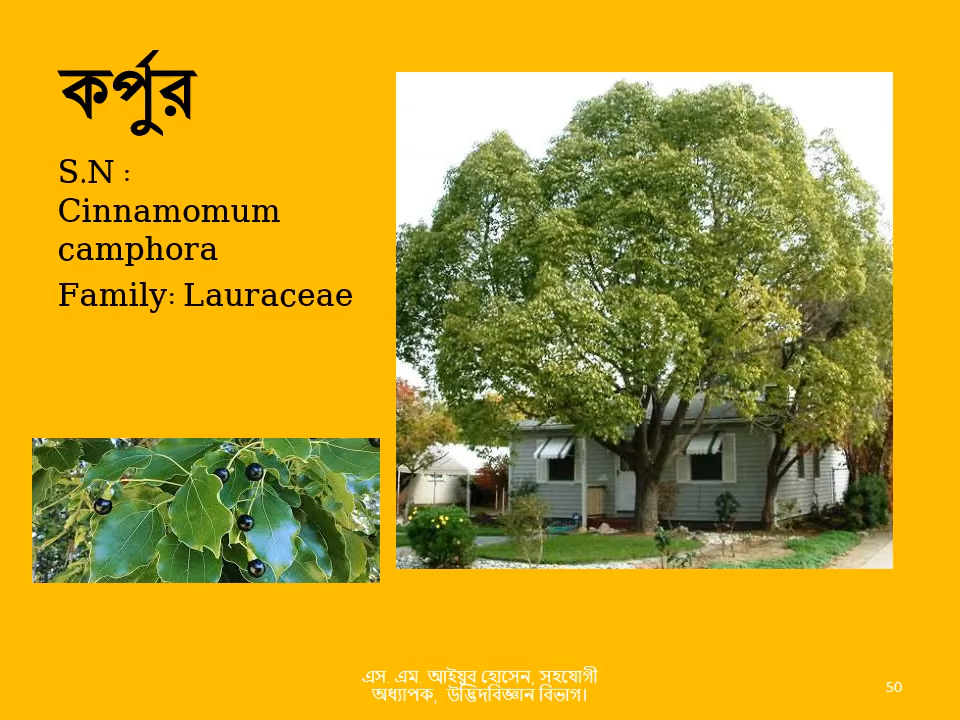 কর্পুর
S.N :
Cinnamomum
camphora
Family: Lauraceae
এস. এম. আইয়ুব হোসেন, সহযোগী
অধ্যাপক, উদ্ভিদবিজ্ঞান বিভাগ।
50